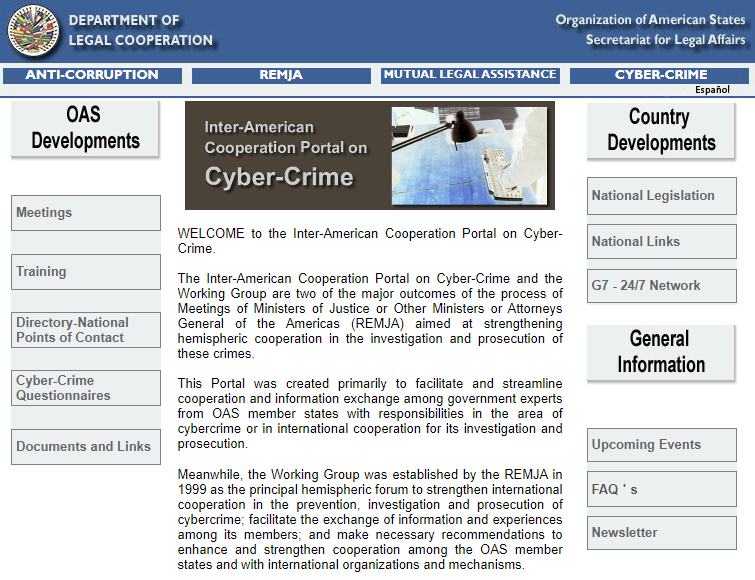 DEPARTMENT OF
LEGAL COOPERATION
Organization of American States
Secretariat for Legal Affairs
ANTI-CORRUPTION
REMJA
MUTUAL LEGAL ASSISTANCE
CYBER-CRIME
Español
OAS
Developments
Meetings
Training
Directory-National
Points of Contact
Cyber-Crime
Questionnaires
Documents and Links
Inter-American
Cooperation Portal on
Cyber-Crime
WELCOME to the Inter-American Cooperation Portal on Cyber-
Crime.
The Inter-American Cooperation Portal on Cyber-Crime and the
Working Group are two of the major outcomes of the process of
Meetings of Ministers of Justice or Other Ministers or Attorneys
General of the Americas (REMJA) aimed at strengthening
hemispheric cooperation in the investigation and prosecution of
these crimes.
This Portal was created primarily to facilitate and streamline
cooperation and information exchange among government experts
from OAS member states with responsibilities in the area of
cybercrime or in international cooperation for its investigation and
prosecution.
Meanwhile, the Working Group was established by the REMJA in
1999 as the principal hemispheric forum to strengthen international
cooperation in the prevention, investigation and prosecution of
cybercrime; facilitate the exchange of information and experiences
among its members; and make necessary recommendations to
enhance and strengthen cooperation among the OAS member
states and with international organizations and mechanisms.
Country
Developments
National Legislation
National Links
G7 - 24/7 Network
General
Information
Upcoming Events
FAQ ' s
Newsletter